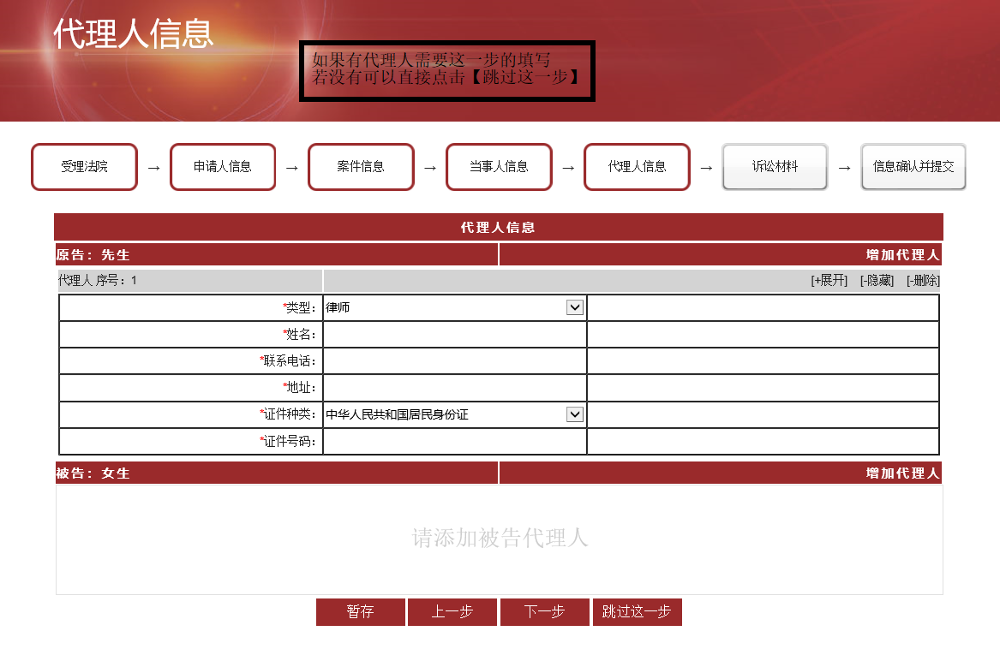 代理人信息
如果有代理人需要这一步的填写
若没有可以直接点击【跳过这一步】
受理法院 → 申请人信息 → 案件信息 → 当事人信息 → 代理人信息 → 诉讼材料 → 信息确认并提交
代理人信息
原告：先生 增加代理人
代理人 序号：1 [+展开] [-隐藏] [-删除]
*类型： 律师
*姓名：
*联系电话：
*地址：
*证件种类： 中华人民共和国居民身份证
*证件号码：
被告：女生 增加代理人
请添加被告代理人
暂存 上一步 下一步 跳过这一步